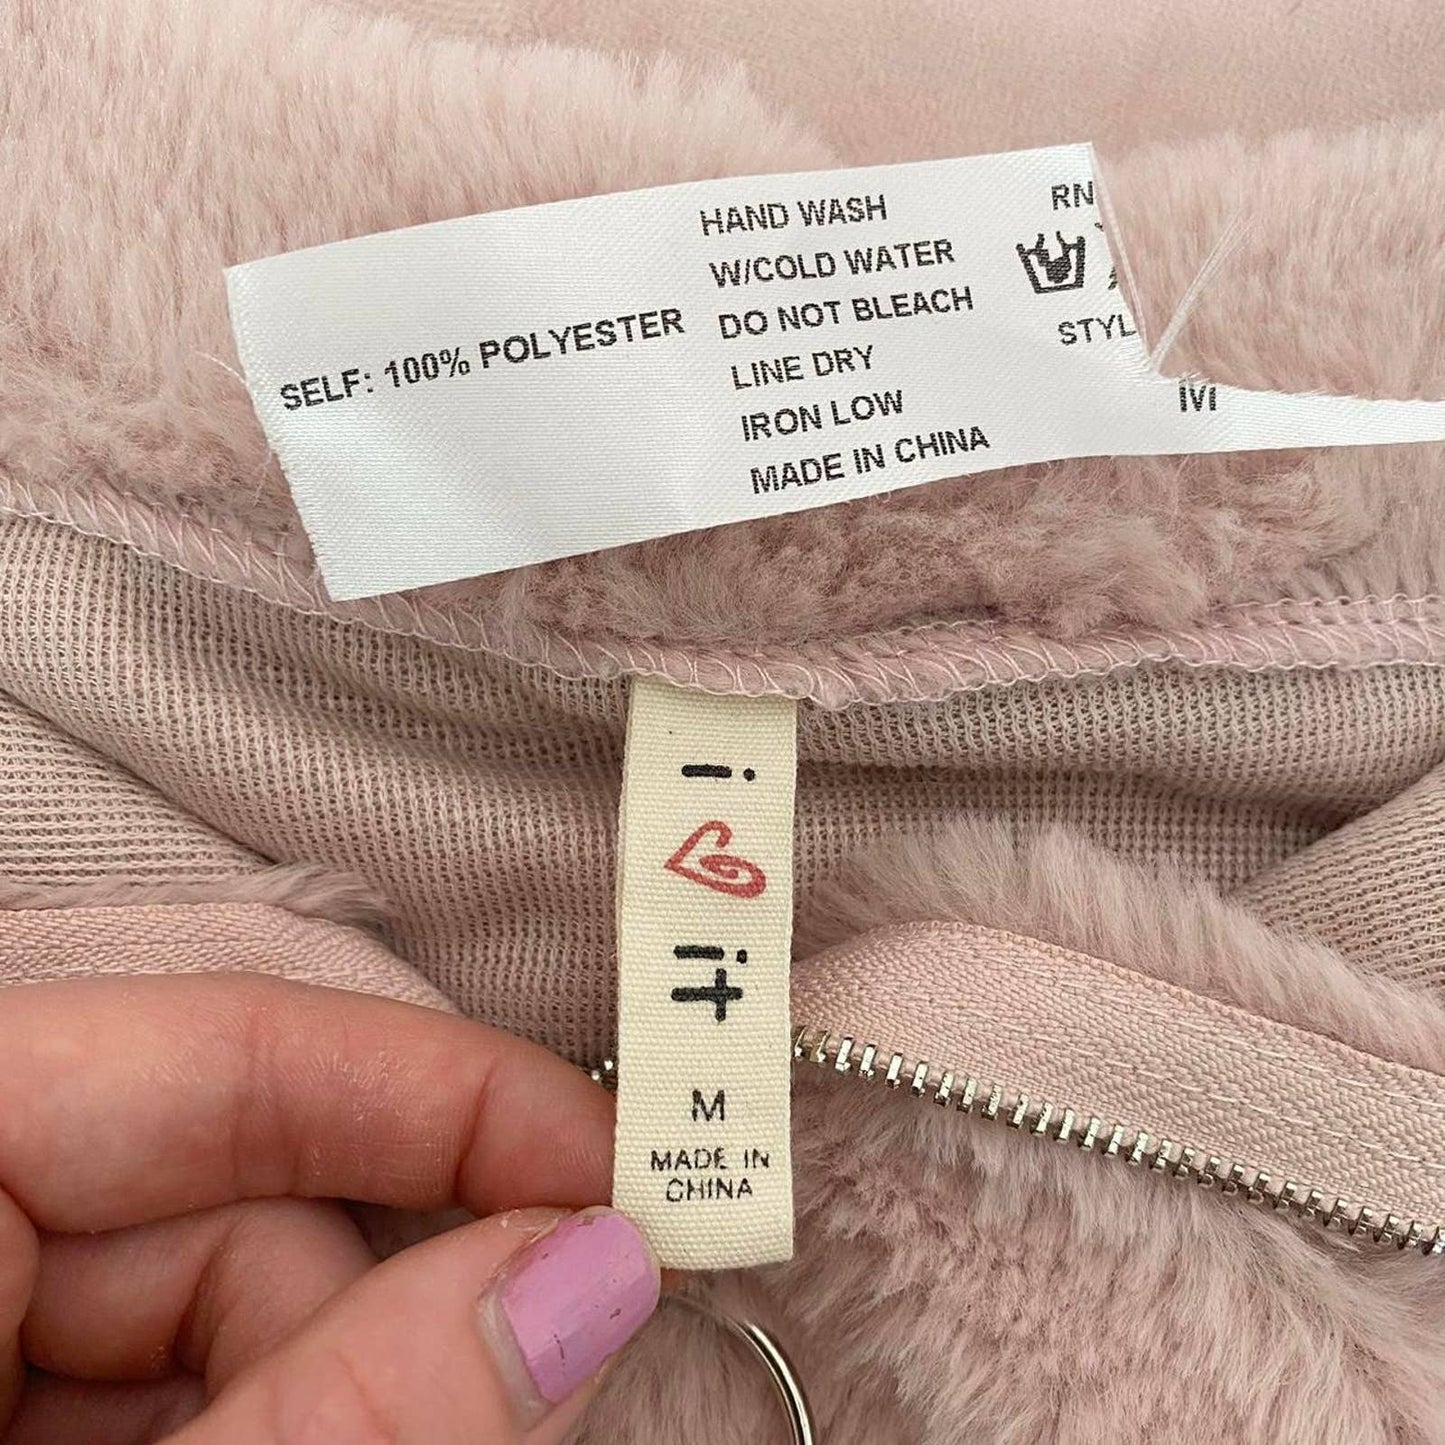 SELF: 100% POLYESTER
HAND WASH
W/COLD WATER
DO NOT BLEACH
LINE DRY
IRON LOW
MADE IN CHINA
RN
STYL
M
i
it
M
MADE IN
CHINA